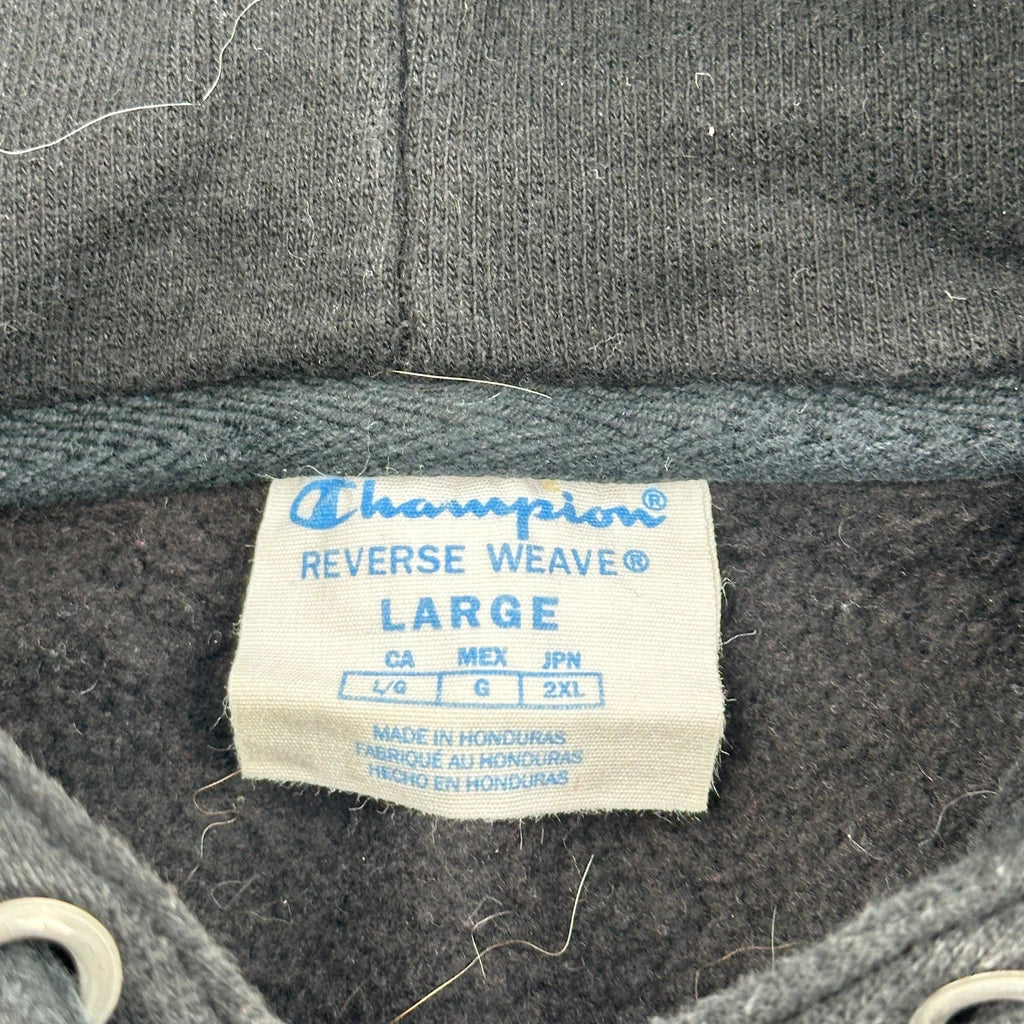 Champion®
REVERSE WEAVE®
LARGE
CA MEX JPN
L/G G 2XL
MADE IN HONDURAS
FABRIQUÉ AU HONDURAS
HECHO EN HONDURAS